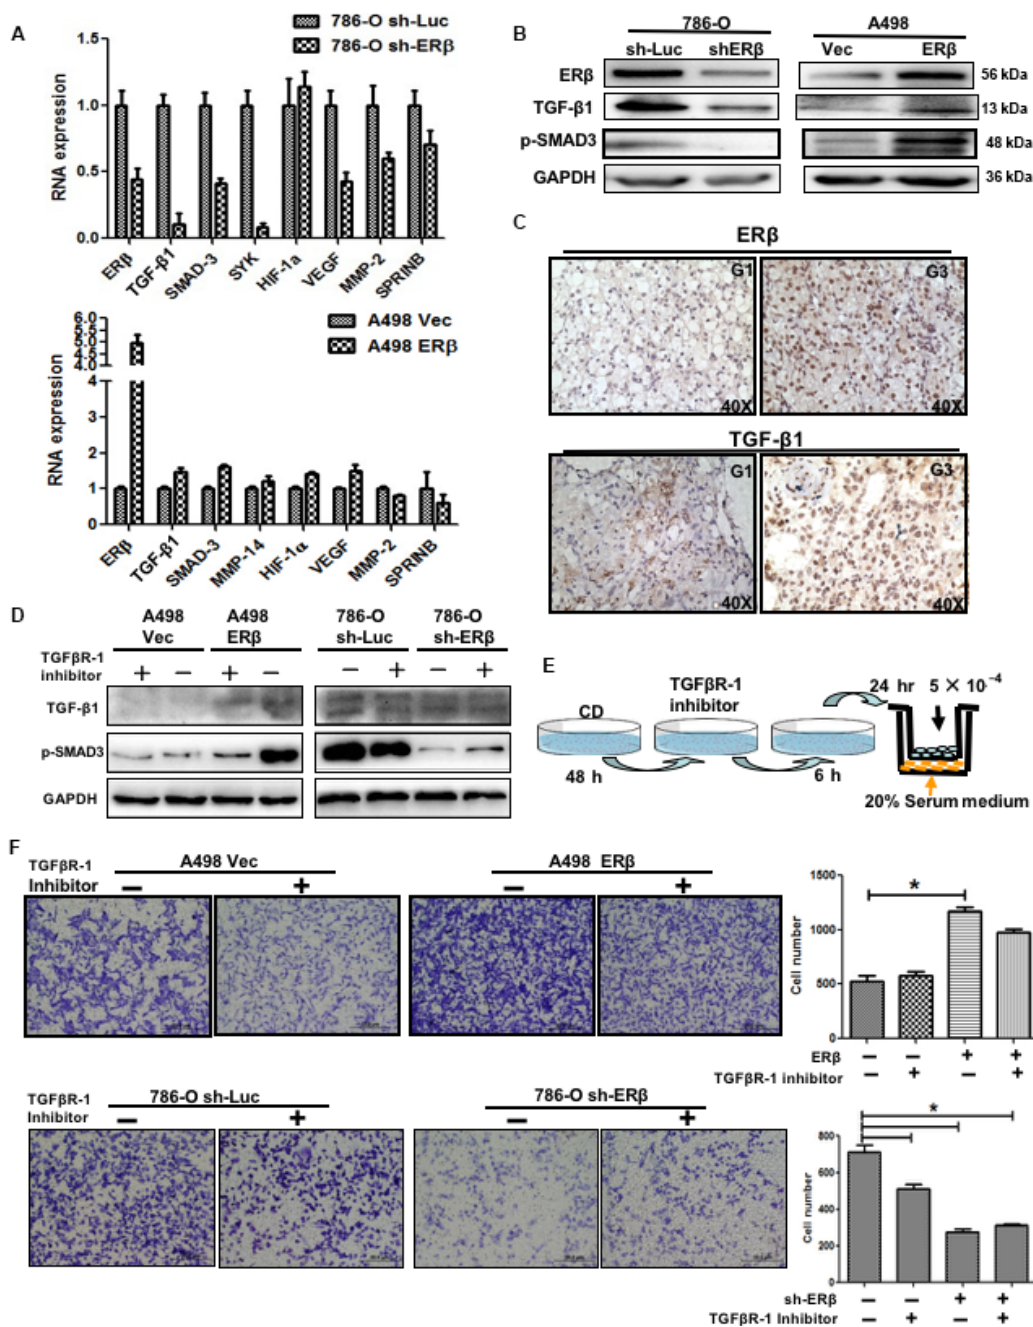 A
786-O sh-Luc
786-O sh-ERβ
RNA expression
1.5
1.0
0.5
0.0
ERβ
TGF-β1
SMAD-3
SYK
HIF-1a
VEGF
MMP-2
SPRINB
A498 Vec
A498 ERβ
RNA expression
6.0
5.5
5.0
4.5
4.0
4
2
1
0
ERβ
TGF-β1
SMAD-3
MMP-14
HIF-1α
VEGF
MMP-2
SPRINB
B
786-O
A498
sh-Luc
shERβ
Vec
ERβ
ERβ
56 kDa
TGF-β1
13 kDa
p-SMAD3
48 kDa
GAPDH
36 kDa
C
ERβ
G1
40X
G3
40X
TGF-β1
G1
40X
G3
40X
D
A498
Vec
A498
ERβ
786-O
sh-Luc
786-O
sh-ERβ
TGFβR-1
inhibitor
+ − + − − + − +
TGF-β1
p-SMAD3
GAPDH
E
CD
TGFβR-1
inhibitor
24 hr
5 × 10⁻⁴
48 h
6 h
20% Serum medium
F
TGFβR-1
Inhibitor
A498 Vec
− +
A498 ERβ
− +
Cell number
1500
1000
500
0
*
ERβ − − + +
TGFβR-1 inhibitor − + − +
TGFβR-1
Inhibitor
786-O sh-Luc
− +
786-O sh-ERβ
− +
Cell number
800
600
400
200
0
*
sh-ERβ − − + +
TGFβR-1 Inhibitor − + − +